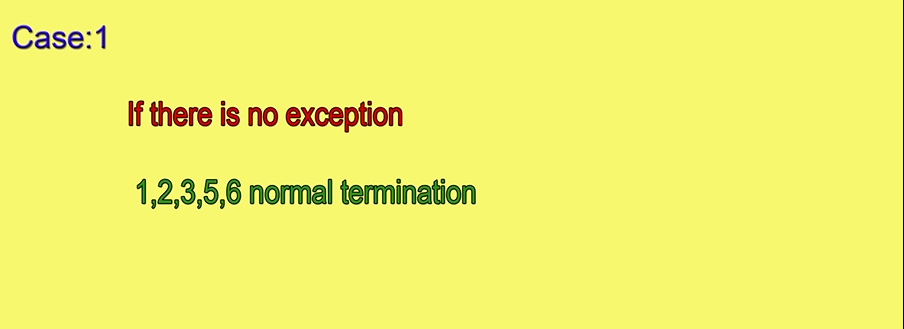 Case:1
If there is no exception
1,2,3,5,6 normal termination